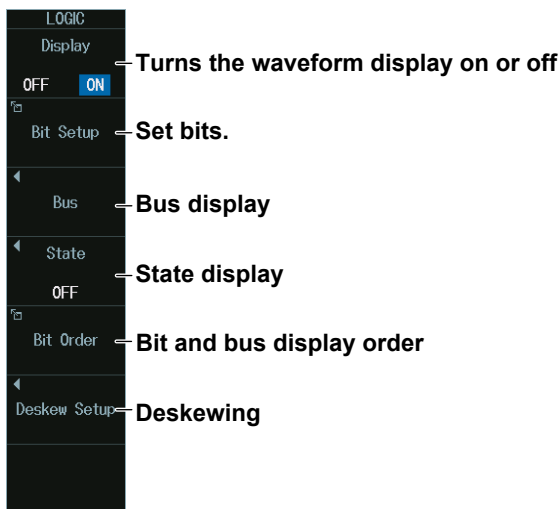 LOGIC
Display
OFF ON
Turns the waveform display on or off
Bit Setup
Set bits.
Bus
Bus display
State
OFF
State display
Bit Order
Bit and bus display order
Deskew Setup
Deskewing